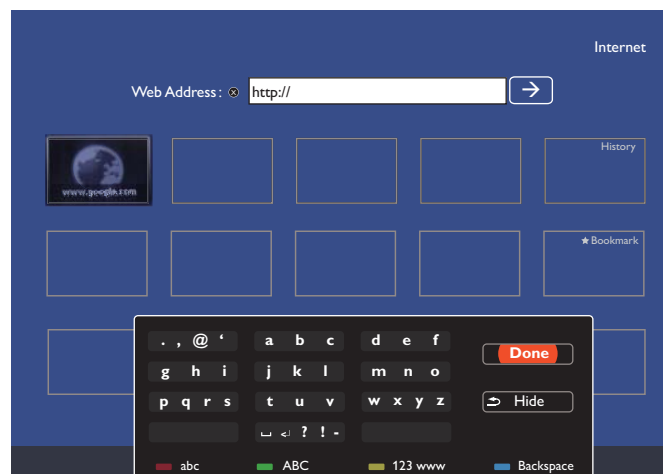 Internet
Web Address: ⊗ http:// →
www.google.com
History
★ Bookmark
. , @ ‘ a b c d e f
Done
g h i j k l m n o
p q r s t u v w x y z
Hide
␣ ↲ ? ! -
abc ABC 123 www Backspace